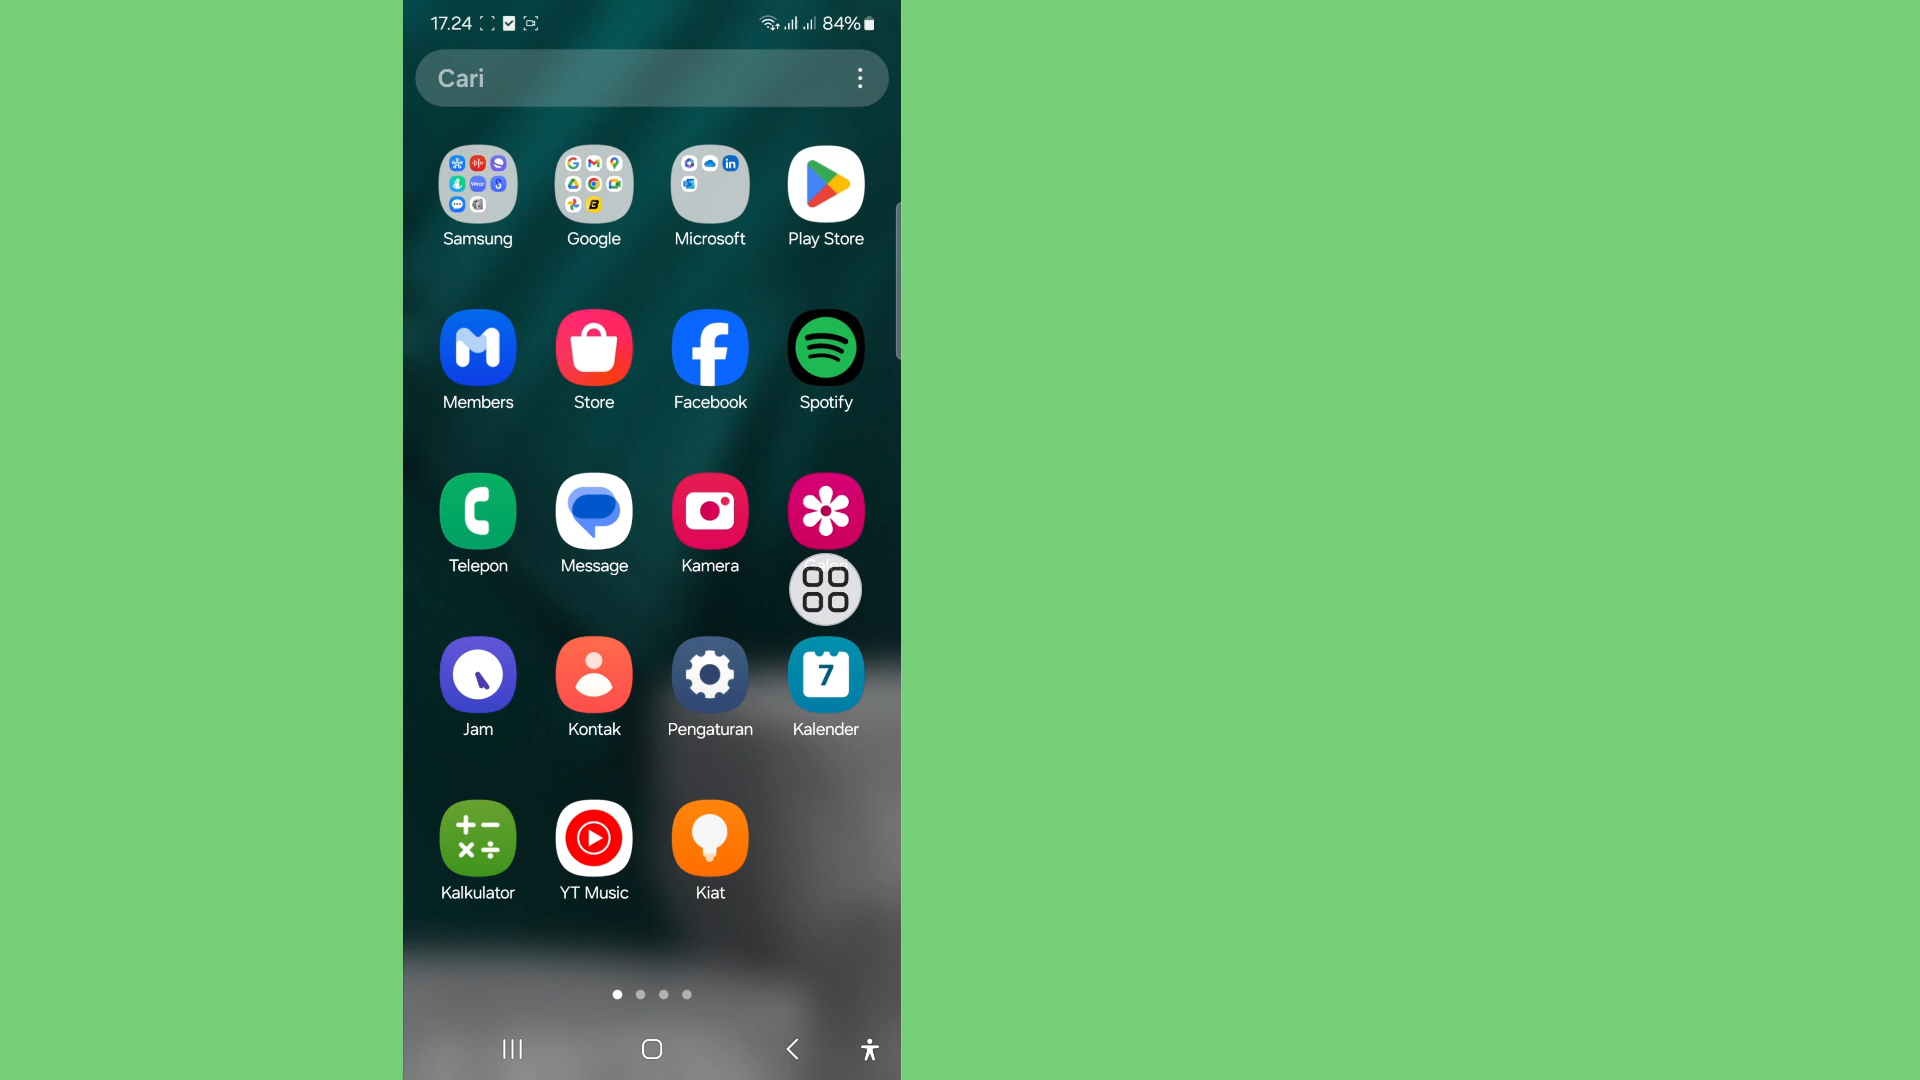 17.24 84%
Cari
Samsung Google Microsoft Play Store
Members Store Facebook Spotify
Telepon Message Kamera
7
Jam Kontak Pengaturan Kalender
Kalkulator YT Music Kiat